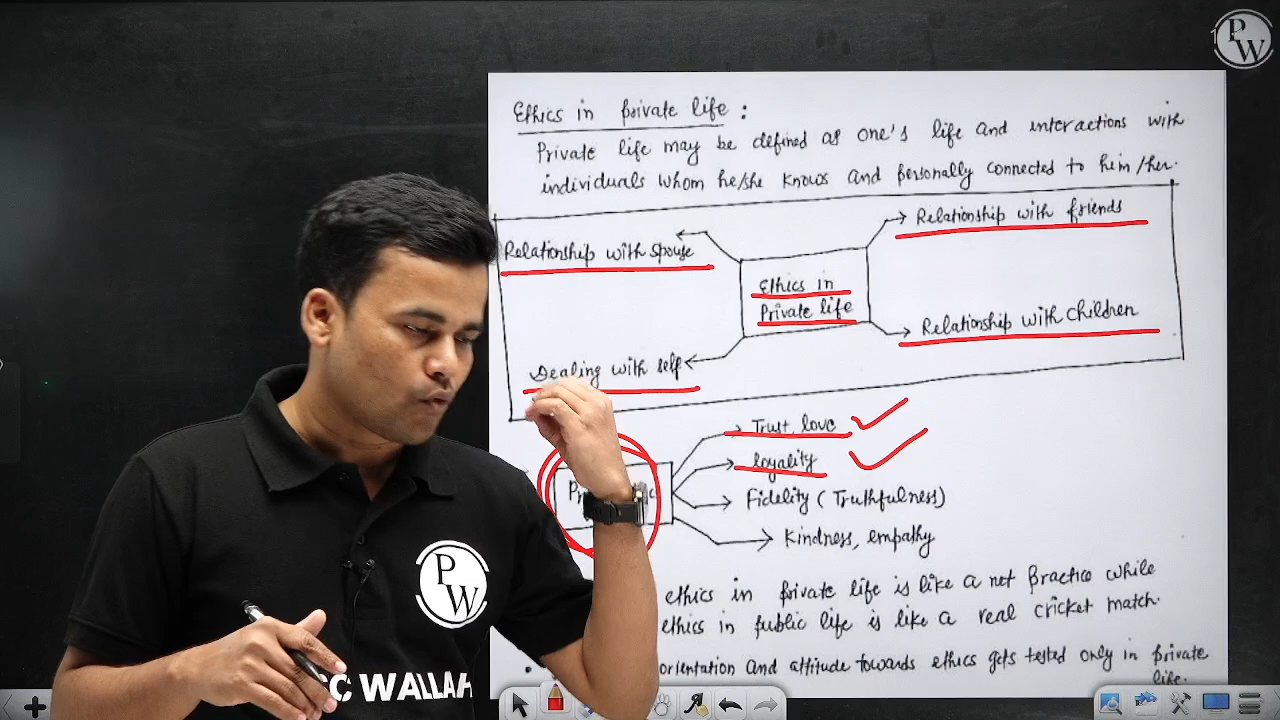 PW
Ethics in private life :
Private life may be defined as one's life and interactions with
individuals whom he/she knows and personally connected to him/her.
Relationship with friends
Relationship with spouse
Ethics in
Private life
Relationship with Children
Dealing with self
Trust, love
loyality
Fidelity (Truthfulness)
Kindness, empathy
ethics in private life is like a net practice while
ethics in public life is like a real cricket match.
orientation and attitude towards ethics gets tested only in private
life.
PW
WALLAH